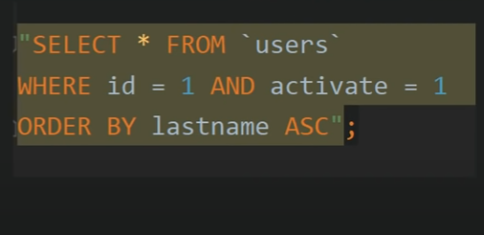 "SELECT * FROM `users`
WHERE id = 1 AND activate = 1
ORDER BY lastname ASC";